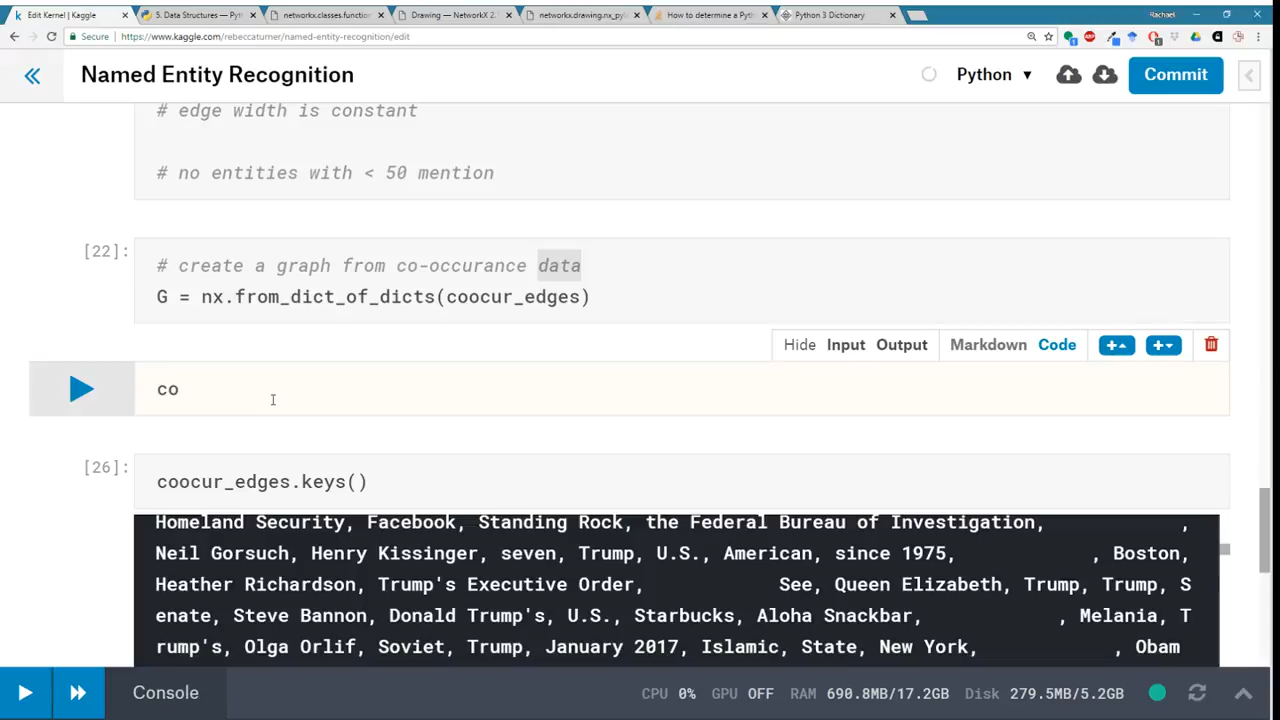 Edit Kernel | Kaggle
5. Data Structures — Pyth
networkx.classes.function
Drawing — NetworkX 2.
networkx.drawing.nx_pyl
How to determine a Pyth
Python 3 Dictionary
Rachael
Secure | https://www.kaggle.com/rebeccaturner/named-entity-recognition/edit
Named Entity Recognition
Python
Commit
# edge width is constant
# no entities with < 50 mention
[22]:
# create a graph from co-occurance data
G = nx.from_dict_of_dicts(coocur_edges)
Hide Input Output Markdown Code
co
[26]:
coocur_edges.keys()
Homeland Security, Facebook, Standing Rock, the Federal Bureau of Investigation, ,
Neil Gorsuch, Henry Kissinger, seven, Trump, U.S., American, since 1975, , Boston,
Heather Richardson, Trump's Executive Order, See, Queen Elizabeth, Trump, Trump, S
enate, Steve Bannon, Donald Trump's, U.S., Starbucks, Aloha Snackbar, , Melania, T
rump's, Olga Orlif, Soviet, Trump, January 2017, Islamic, State, New York, , Obam
Console
CPU 0% GPU OFF RAM 690.8MB/17.2GB Disk 279.5MB/5.2GB